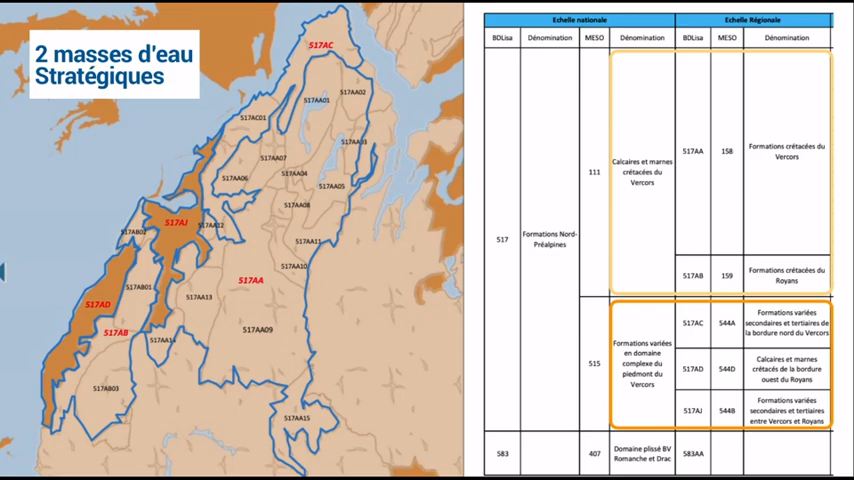 2 masses d'eau
Stratégiques
517AC
517AA02
517AA01
517AC01
517AA03
517AA07
517AA04
517AA06
517AA05
517AA08
517AJ
517AA12
517AB02
517AA11
517AA10
517AA
517AB01
517AA13
517AD
517AB
517AA09
517AA14
517AB03
517AA15
Echelle nationale Echelle Régionale
BDLisa Dénomination MESO Dénomination BDLisa MESO Dénomination
517
Formations Nord-
Préalpines
111
Calcaires et marnes
crétacées du
Vercors
517AA 158
Formations crétacées du
Vercors
517AB 159
Formations crétacées du
Royans
515
Formations variées
en domaine
complexe du
piedmont du
Vercors
517AC 544A
Formations variées
secondaires et tertiaires de
la bordure nord du Vercors
517AD 544D
Calcaires et marnes
crétacés de la bordure
ouest du Royans
517AJ 544B
Formations variées
secondaires et tertiaires
entre Vercors et Royans
583 407
Domaine plissé BV
Romanche et Drac
583AA